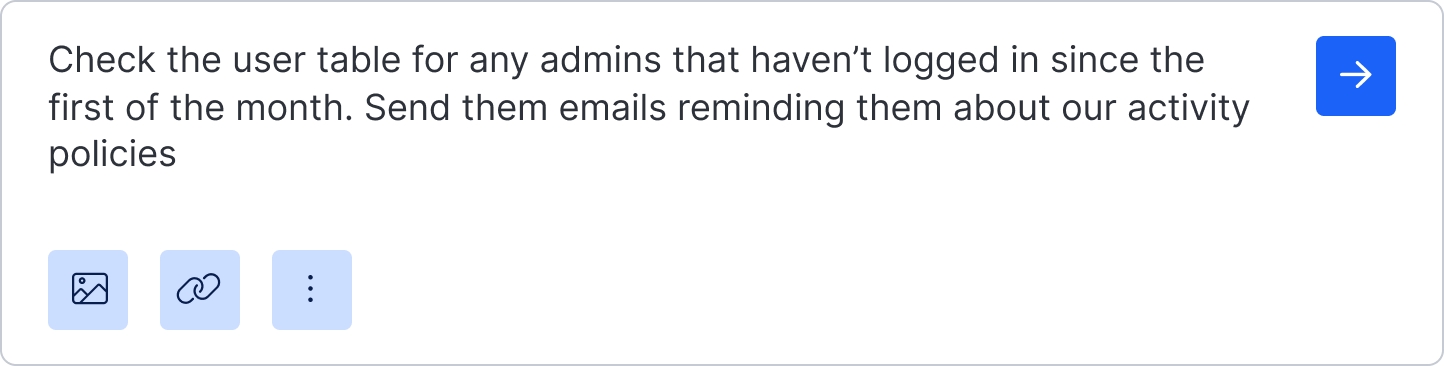 Check the user table for any admins that haven’t logged in since the
first of the month. Send them emails reminding them about our activity
policies